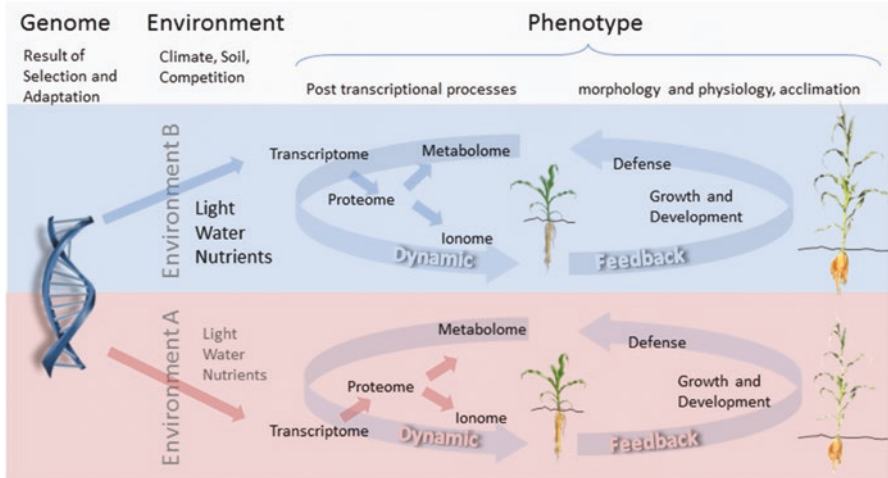 Genome
Environment
Phenotype
Result of
Selection and
Adaptation
Climate, Soil,
Competition
Post transcriptional processes
morphology and physiology, acclimation
Environment B
Light
Water
Nutrients
Transcriptome
Metabolome
Proteome
Ionome
Dynamic
Feedback
Defense
Growth and
Development
Environment A
Light
Water
Nutrients
Metabolome
Proteome
Ionome
Transcriptome
Dynamic
Feedback
Defense
Growth and
Development